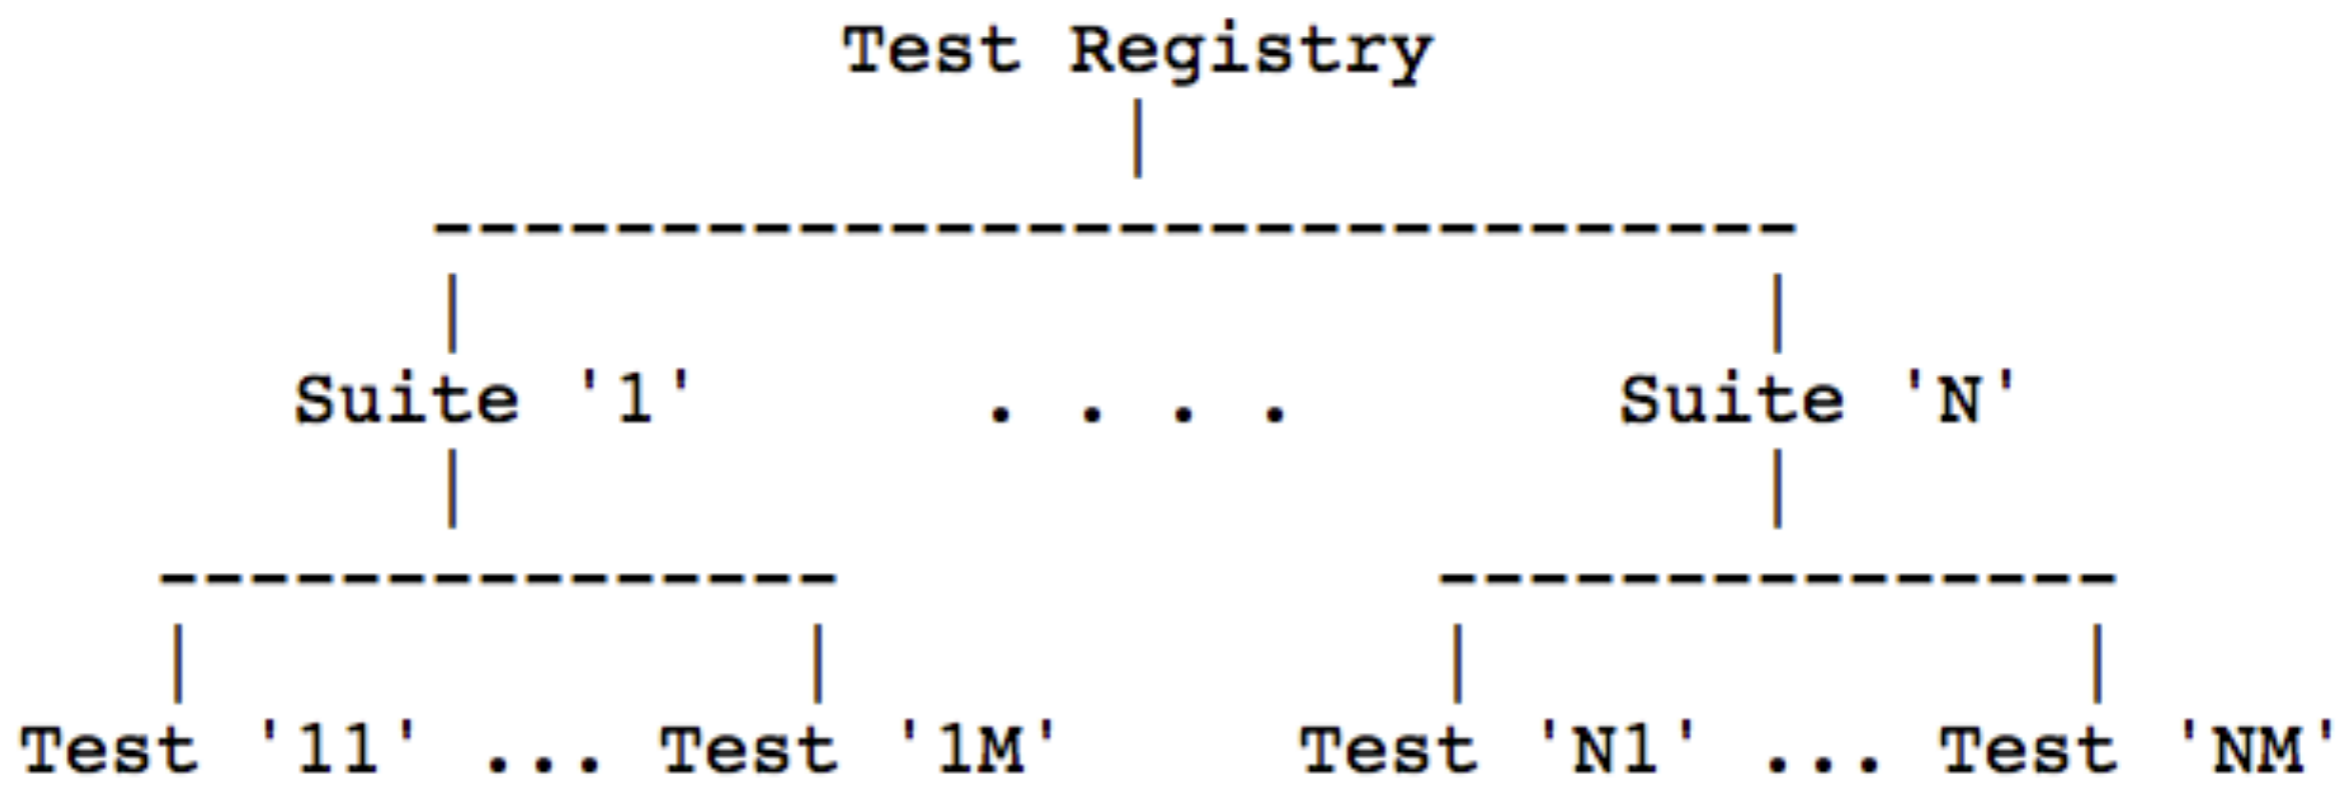 Test Registry
|
------------------------------
| |
Suite '1' . . . . Suite 'N'
| |
--------------- ---------------
| | | |
Test '11' ... Test '1M' Test 'N1' ... Test 'NM'